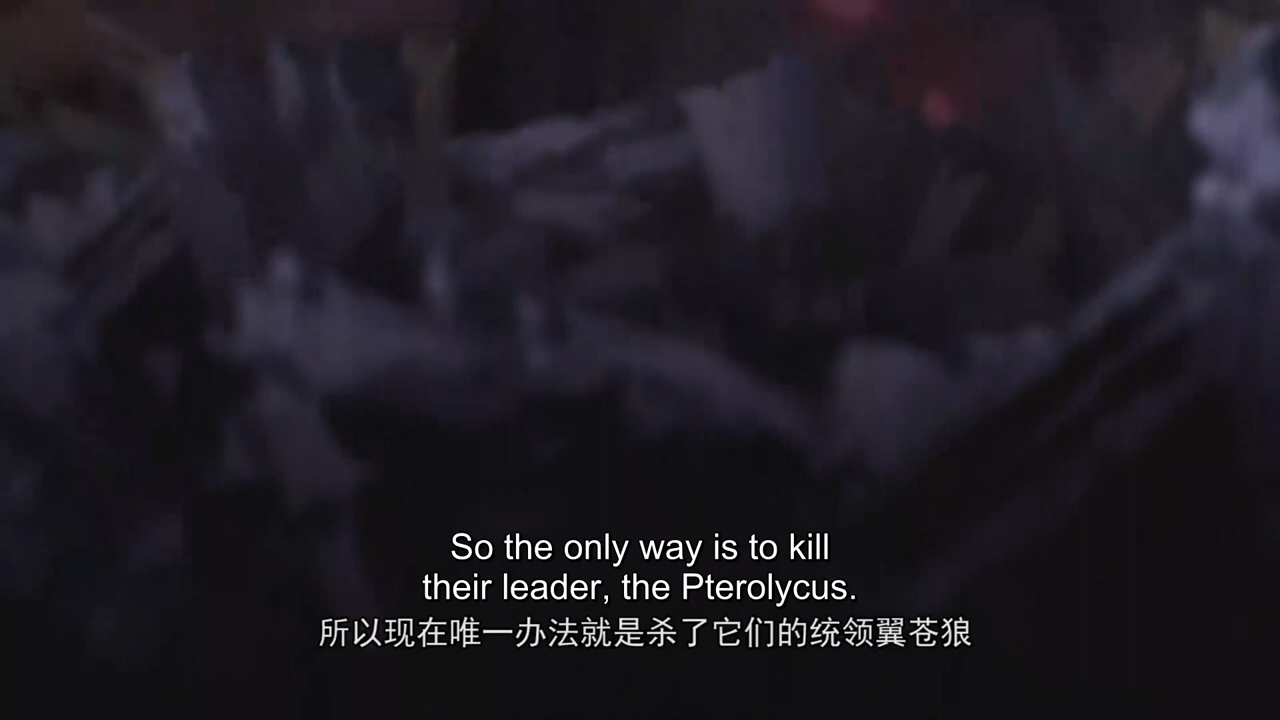 So the only way is to kill
their leader, the Pterolycus.
所以现在唯一办法就是杀了它们的统领翼苍狼